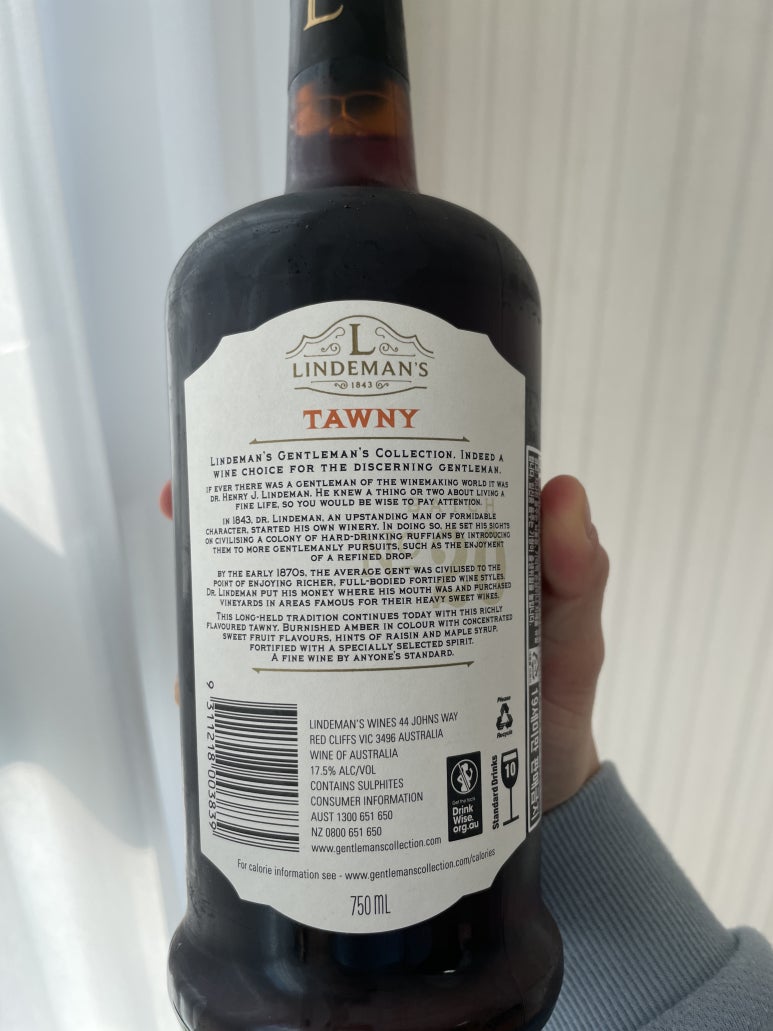 L
L
LINDEMAN'S
1843
TAWNY
LINDEMAN'S GENTLEMAN'S COLLECTION. INDEED A
WINE CHOICE FOR THE DISCERNING GENTLEMAN.
IF EVER THERE WAS A GENTLEMAN OF THE WINEMAKING WORLD IT WAS
DR. HENRY J. LINDEMAN. HE KNEW A THING OR TWO ABOUT LIVING A
FINE LIFE, SO YOU WOULD BE WISE TO PAY ATTENTION.
IN 1843, DR. LINDEMAN, AN UPSTANDING MAN OF FORMIDABLE
CHARACTER, STARTED HIS OWN WINERY. IN DOING SO, HE SET HIS SIGHTS
ON CIVILISING A COLONY OF HARD-DRINKING RUFFIANS BY INTRODUCING
THEM TO MORE GENTLEMANLY PURSUITS, SUCH AS THE ENJOYMENT
OF A REFINED DROP.
BY THE EARLY 1870S, THE AVERAGE GENT WAS CIVILISED TO THE
POINT OF ENJOYING RICHER, FULL-BODIED FORTIFIED WINE STYLES.
DR. LINDEMAN PUT HIS MONEY WHERE HIS MOUTH WAS AND PURCHASED
VINEYARDS IN AREAS FAMOUS FOR THEIR HEAVY SWEET WINES.
THIS LONG-HELD TRADITION CONTINUES TODAY WITH THIS RICHLY
FLAVOURED TAWNY. BURNISHED AMBER IN COLOUR WITH CONCENTRATED
SWEET FRUIT FLAVOURS, HINTS OF RAISIN AND MAPLE SYRUP.
FORTIFIED WITH A SPECIALLY SELECTED SPIRIT.
A FINE WINE BY ANYONE'S STANDARD.
9 311218 003839
LINDEMAN'S WINES 44 JOHNS WAY
RED CLIFFS VIC 3496 AUSTRALIA
WINE OF AUSTRALIA
17.5% ALC/VOL
CONTAINS SULPHITES
CONSUMER INFORMATION
AUST 1300 651 650
NZ 0800 651 650
www.gentlemanscollection.com
Get the facts
Drink
Wise.
org.au
Please
Recycle
Standard Drinks
10
For calorie information see - www.gentlemanscollection.com/calories
750 ML